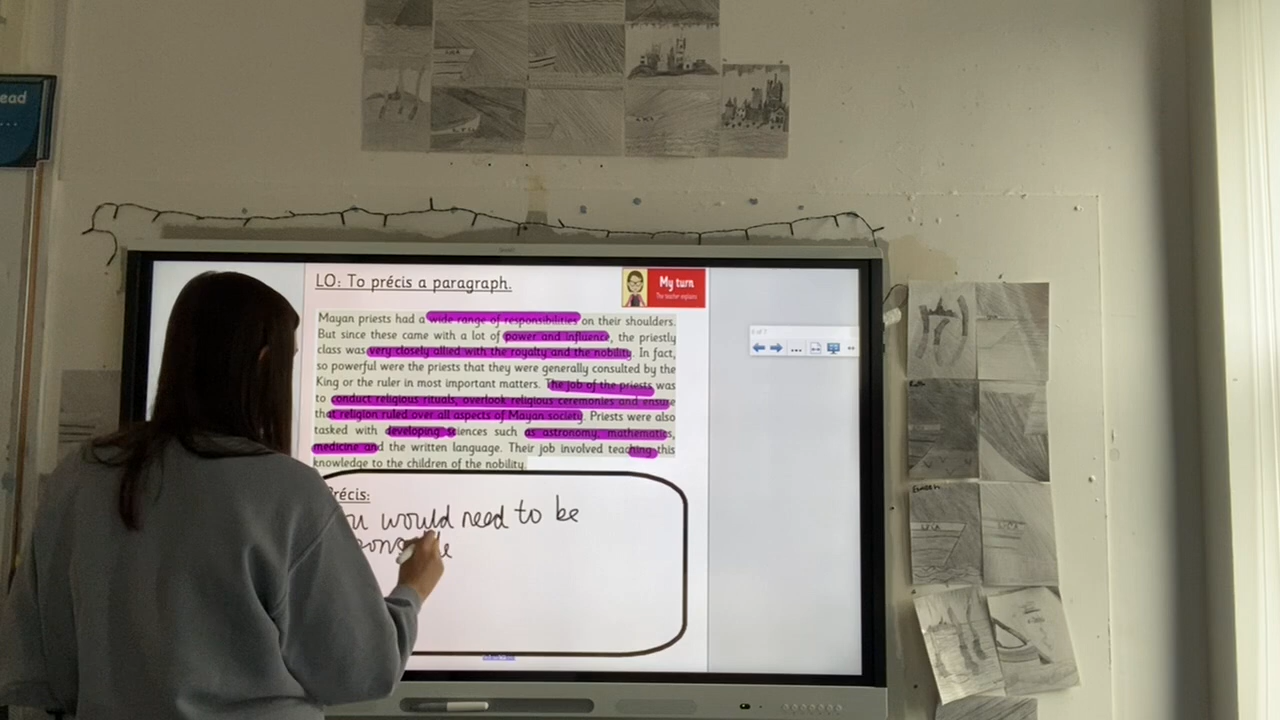 ead
...
LO: To précis a paragraph.
My turn
The teacher explains
Mayan priests had a wide range of responsibilities on their shoulders.
But since these came with a lot of power and influence, the priestly
class was very closely allied with the royalty and the nobility. In fact,
so powerful were the priests that they were generally consulted by the
King or the ruler in most important matters. The job of the priests was
to conduct religious rituals, overlook religious ceremonies and ensure
that religion ruled over all aspects of Mayan society. Priests were also
tasked with developing sciences such as astronomy, mathematics,
medicine and the written language. Their job involved teaching this
knowledge to the children of the nobility.
Précis:
would need to be